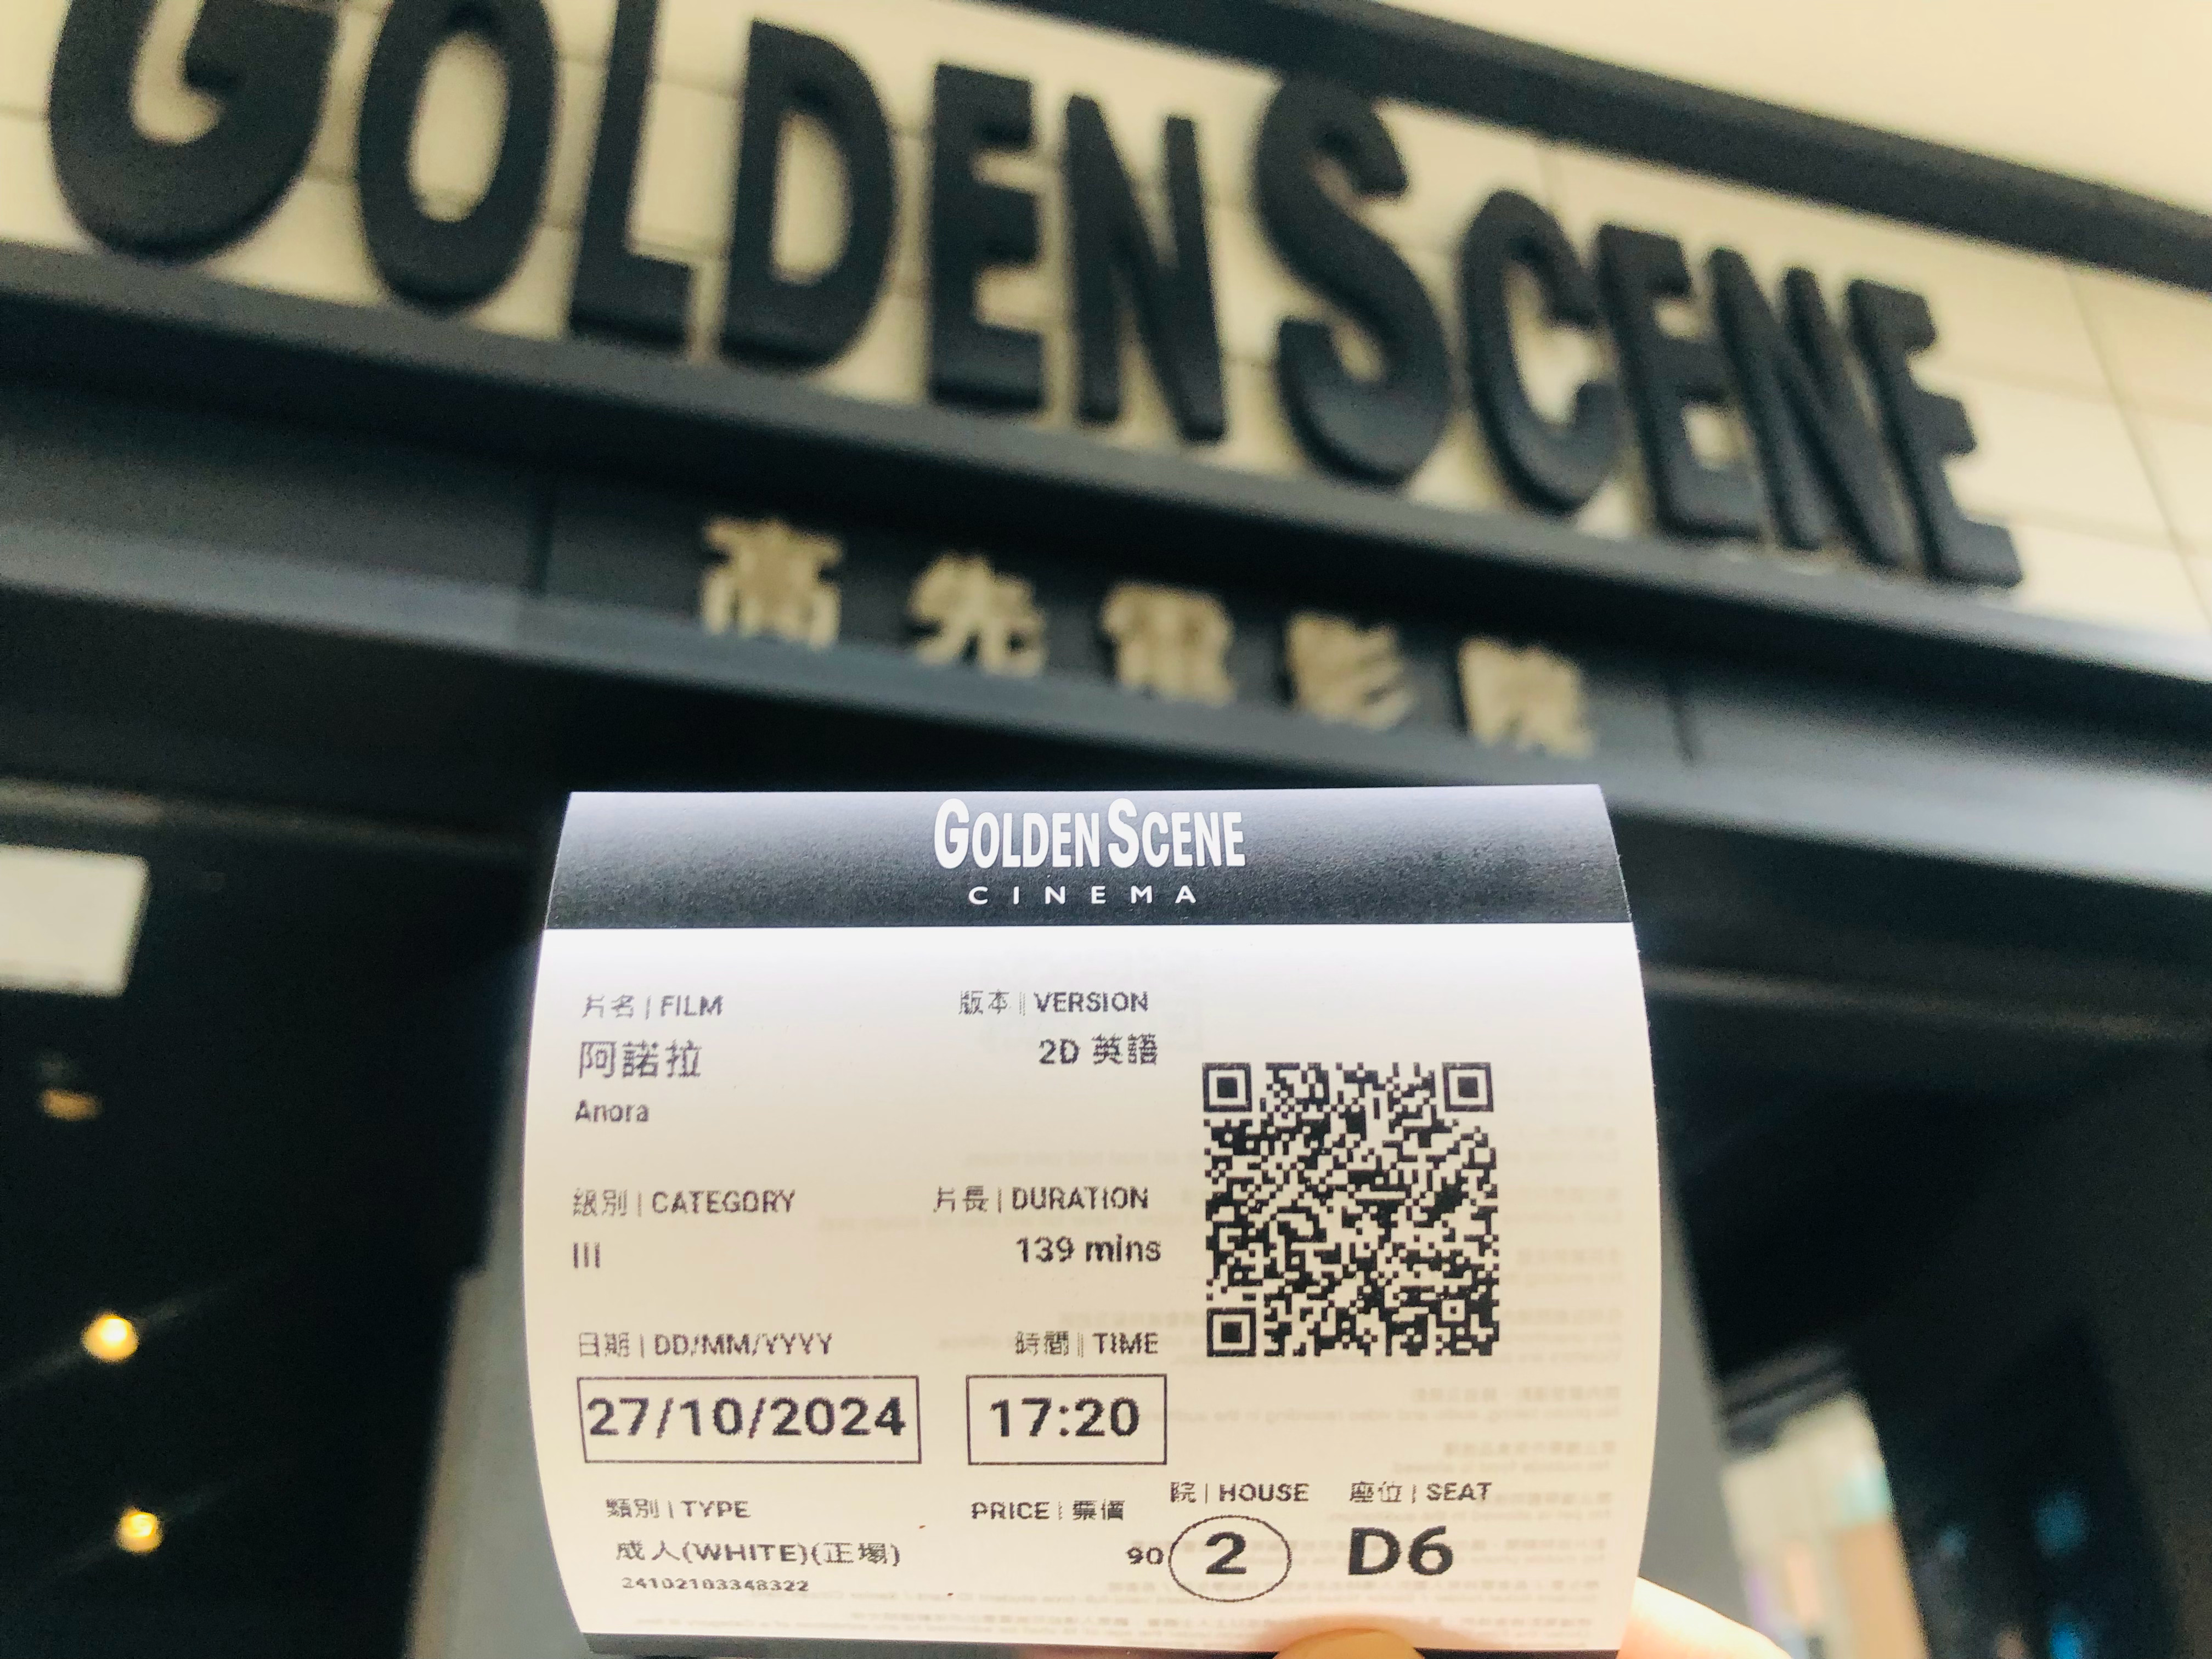 GOLDEN SCENE
高先電影院
GOLDEN SCENE
CINEMA
片名 | FILM
版本 | VERSION
阿諾拉
2D 英語
Anora
級別 | CATEGORY
片長 | DURATION
III
139 mins
日期 | DD/MM/YYYY
時間 | TIME
27/10/2024
17:20
類別 | TYPE
PRICE | 票價
院 | HOUSE
座位 | SEAT
成人(WHITE)(正場)
90
2
D6
24102103348322